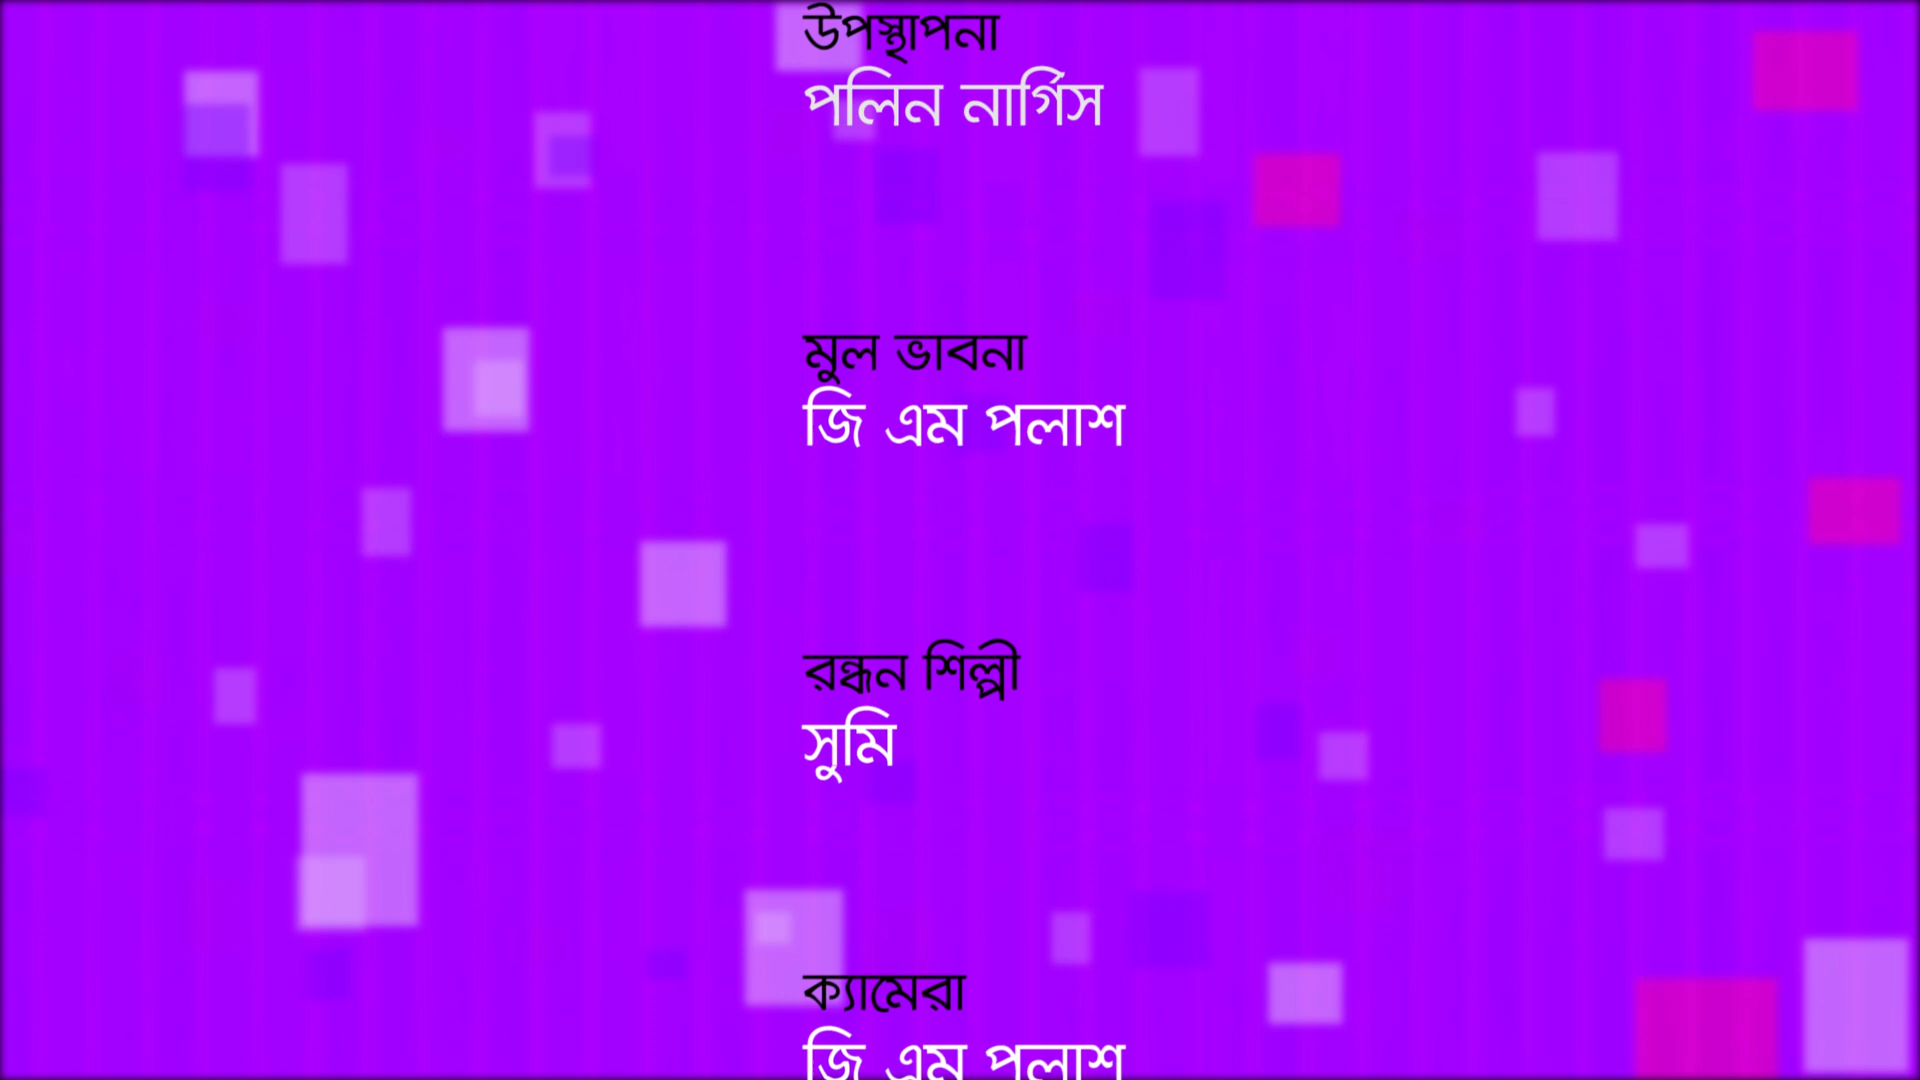 উপস্থাপনা
পলিন নার্গিস
মুল ভাবনা
জি এম পলাশ
রন্ধন শিল্পী
সুমি
ক্যামেরা
জি এম পলাশ